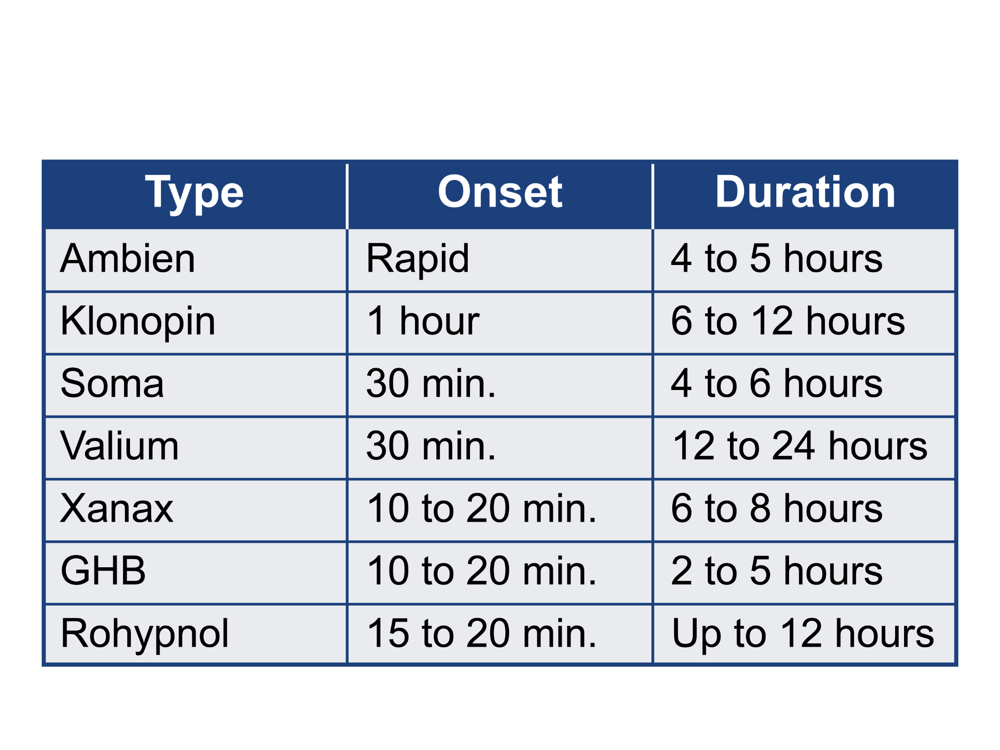 Type Onset Duration
Ambien Rapid 4 to 5 hours
Klonopin 1 hour 6 to 12 hours
Soma 30 min. 4 to 6 hours
Valium 30 min. 12 to 24 hours
Xanax 10 to 20 min. 6 to 8 hours
GHB 10 to 20 min. 2 to 5 hours
Rohypnol 15 to 20 min. Up to 12 hours